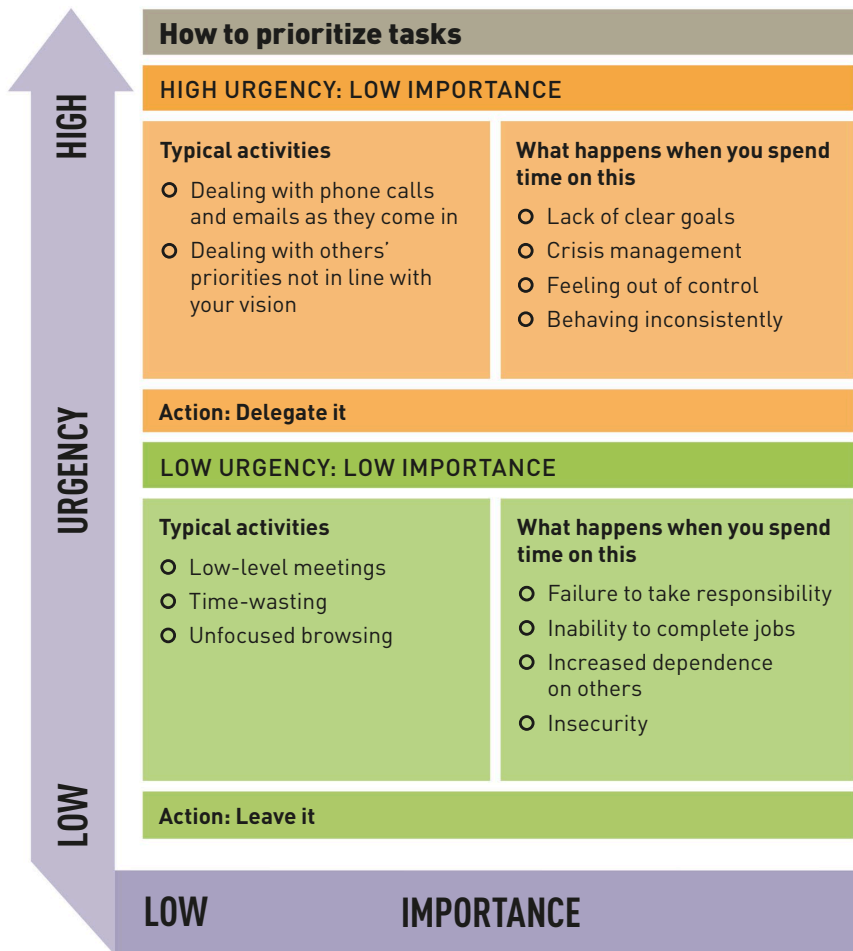 How to prioritize tasks
HIGH URGENCY: LOW IMPORTANCE
Typical activities
Dealing with phone calls
and emails as they come in
Dealing with others’
priorities not in line with
your vision
What happens when you spend
time on this
Lack of clear goals
Crisis management
Feeling out of control
Behaving inconsistently
Action: Delegate it
LOW URGENCY: LOW IMPORTANCE
Typical activities
Low-level meetings
Time-wasting
Unfocused browsing
What happens when you spend
time on this
Failure to take responsibility
Inability to complete jobs
Increased dependence
on others
Insecurity
Action: Leave it
HIGH
URGENCY
LOW
LOW
IMPORTANCE